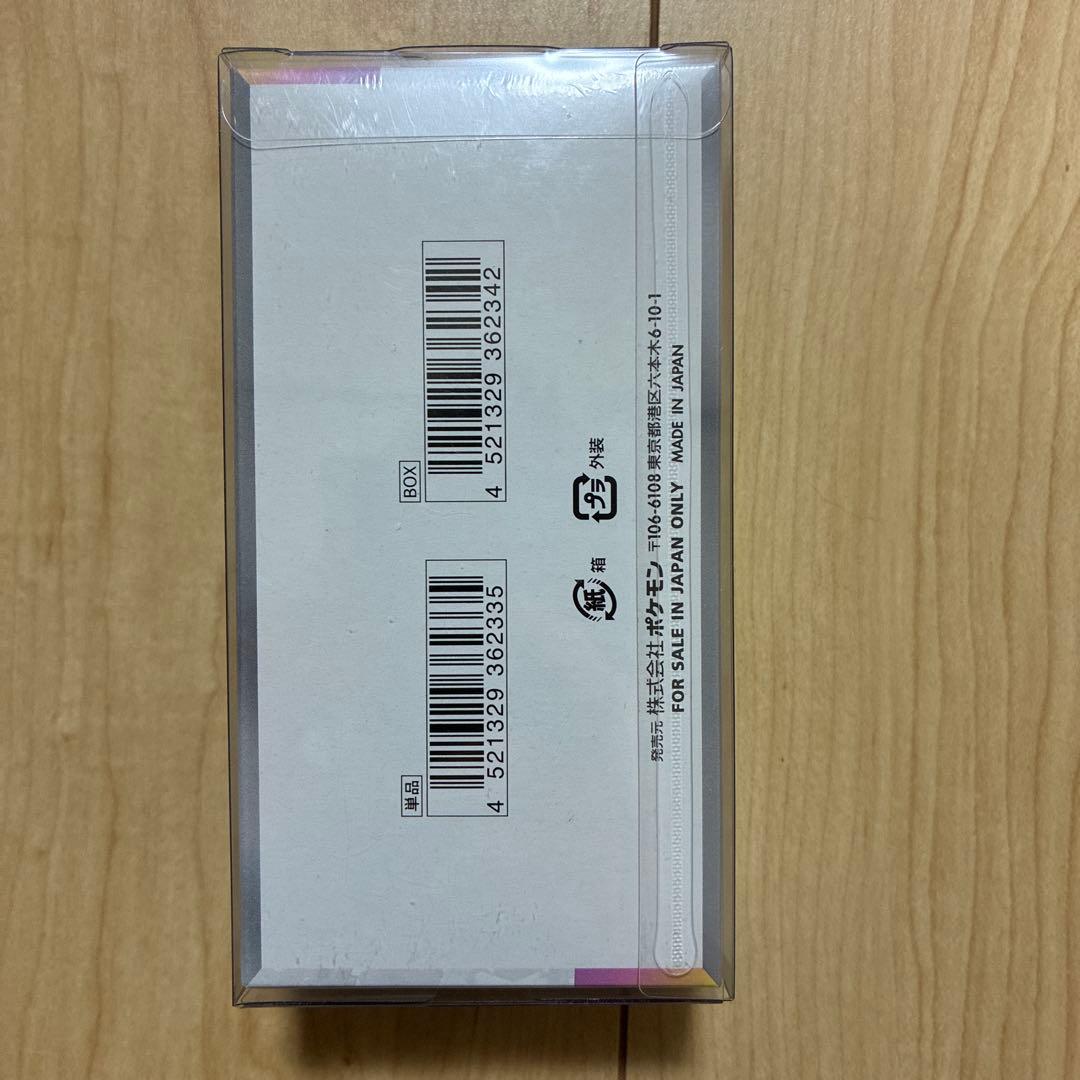 単品
4 521329 362335
BOX
4 521329 362342
紙 箱
プラ 外装
発売元 株式会社 ポケモン 〒106-6108 東京都港区六本木6-10-1
FOR SALE IN JAPAN ONLY MADE IN JAPAN